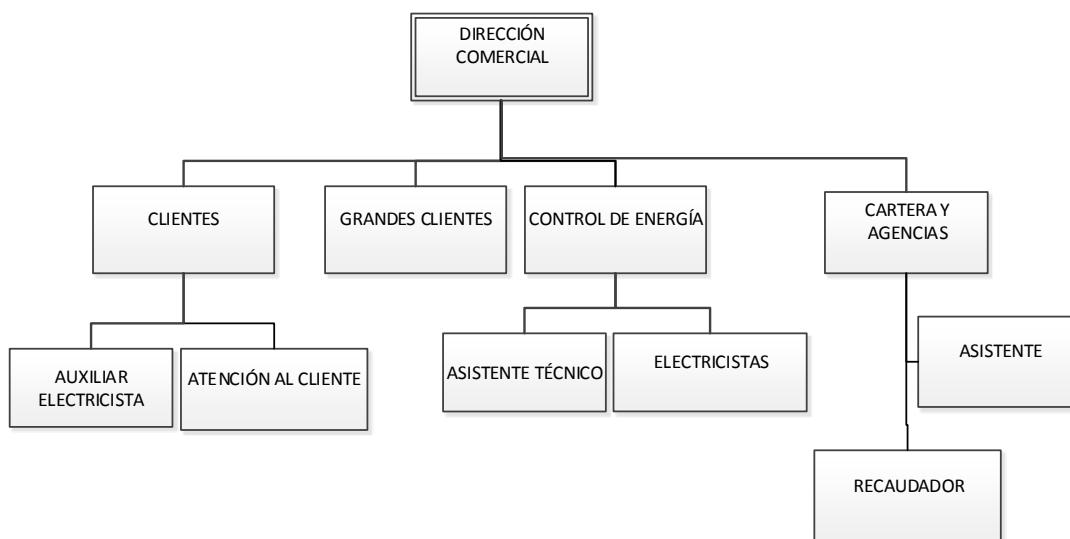 DIRECCIÓN
COMERCIAL
CLIENTES
GRANDES CLIENTES
CONTROL DE ENERGÍA
CARTERA Y
AGENCIAS
AUXILIAR
ELECTRICISTA
ATENCIÓN AL CLIENTE
ASISTENTE TÉCNICO
ELECTRICISTAS
ASISTENTE
RECAUDADOR